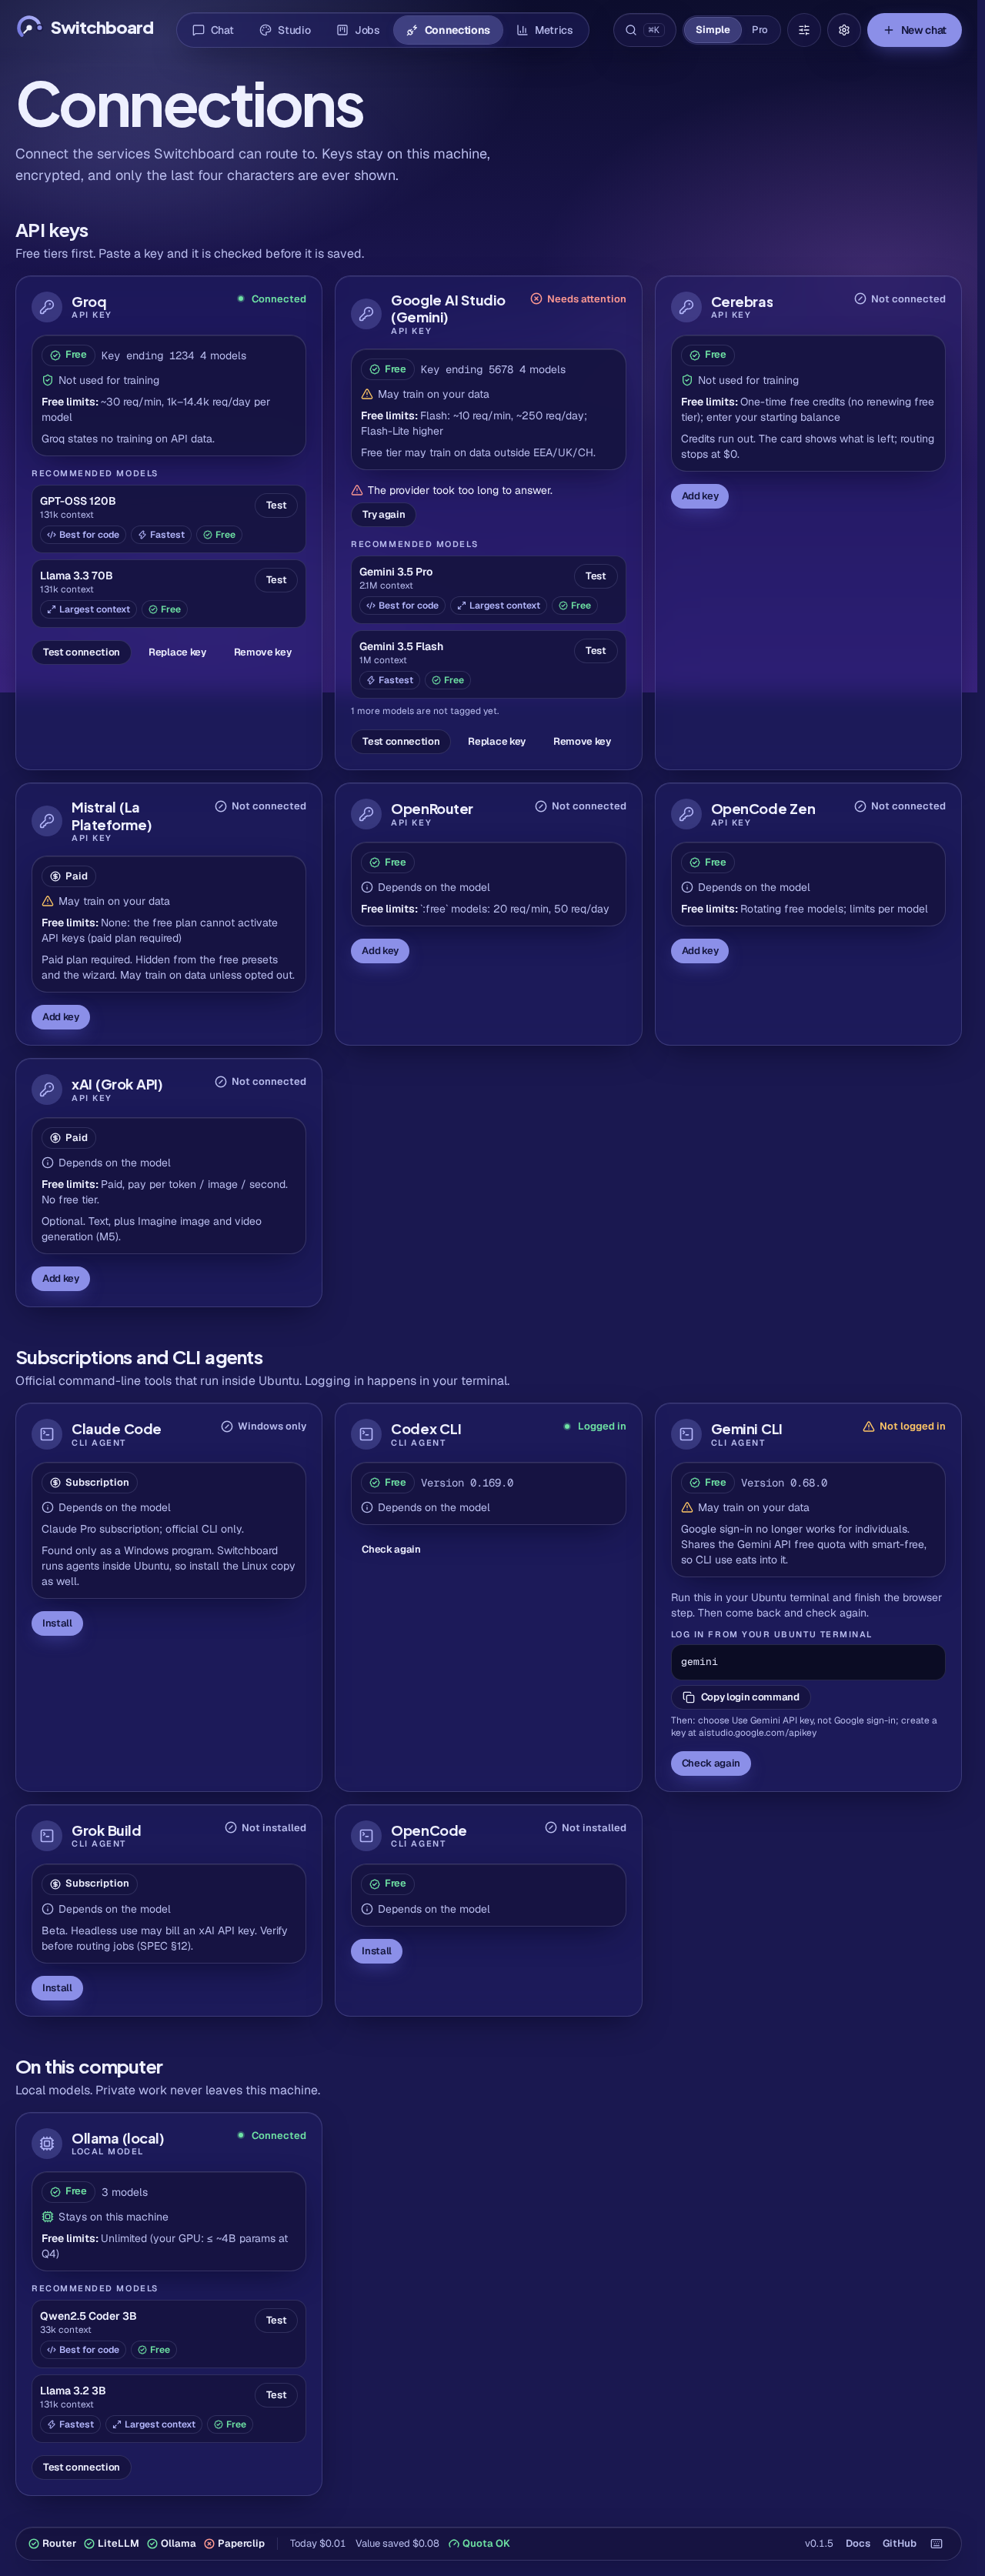 Switchboard
Chat
Studio
Jobs
Connections
Metrics
⌘K
Simple
Pro
New chat
Connections
Connect the services Switchboard can route to. Keys stay on this machine,
encrypted, and only the last four characters are ever shown.
API keys
Free tiers first. Paste a key and it is checked before it is saved.
Groq
API KEY
Connected
Free
Key ending 1234 4 models
Not used for training
Free limits: ~30 req/min, 1k–14.4k req/day per
model
Groq states no training on API data.
RECOMMENDED MODELS
GPT-OSS 120B
131k context
Test
Best for code
Fastest
Free
Llama 3.3 70B
131k context
Test
Largest context
Free
Test connection
Replace key
Remove key
Google AI Studio
(Gemini)
API KEY
Needs attention
Free
Key ending 5678 4 models
May train on your data
Free limits: Flash: ~10 req/min, ~250 req/day;
Flash-Lite higher
Free tier may train on data outside EEA/UK/CH.
The provider took too long to answer.
Try again
RECOMMENDED MODELS
Gemini 3.5 Pro
2.1M context
Test
Best for code
Largest context
Free
Gemini 3.5 Flash
1M context
Test
Fastest
Free
1 more models are not tagged yet.
Test connection
Replace key
Remove key
Cerebras
API KEY
Not connected
Free
Not used for training
Free limits: One-time free credits (no renewing free
tier); enter your starting balance
Credits run out. The card shows what is left; routing
stops at $0.
Add key
Mistral (La
Plateforme)
API KEY
Not connected
Paid
May train on your data
Free limits: None: the free plan cannot activate
API keys (paid plan required)
Paid plan required. Hidden from the free presets
and the wizard. May train on data unless opted out.
Add key
OpenRouter
API KEY
Not connected
Free
Depends on the model
Free limits: `:free` models: 20 req/min, 50 req/day
Add key
OpenCode Zen
API KEY
Not connected
Free
Depends on the model
Free limits: Rotating free models; limits per model
Add key
xAI (Grok API)
API KEY
Not connected
Paid
Depends on the model
Free limits: Paid, pay per token / image / second.
No free tier.
Optional. Text, plus Imagine image and video
generation (M5).
Add key
Subscriptions and CLI agents
Official command-line tools that run inside Ubuntu. Logging in happens in your terminal.
Claude Code
CLI AGENT
Windows only
Subscription
Depends on the model
Claude Pro subscription; official CLI only.
Found only as a Windows program. Switchboard
runs agents inside Ubuntu, so install the Linux copy
as well.
Install
Codex CLI
CLI AGENT
Logged in
Free
Version 0.169.0
Depends on the model
Check again
Gemini CLI
CLI AGENT
Not logged in
Free
Version 0.68.0
May train on your data
Google sign-in no longer works for individuals.
Shares the Gemini API free quota with smart-free,
so CLI use eats into it.
Run this in your Ubuntu terminal and finish the browser
step. Then come back and check again.
LOG IN FROM YOUR UBUNTU TERMINAL
gemini
Copy login command
Then: choose Use Gemini API key, not Google sign-in; create a
key at aistudio.google.com/apikey
Check again
Grok Build
CLI AGENT
Not installed
Subscription
Depends on the model
Beta. Headless use may bill an xAI API key. Verify
before routing jobs (SPEC §12).
Install
OpenCode
CLI AGENT
Not installed
Free
Depends on the model
Install
On this computer
Local models. Private work never leaves this machine.
Ollama (local)
LOCAL MODEL
Connected
Free
3 models
Stays on this machine
Free limits: Unlimited (your GPU: ≤ ~4B params at
Q4)
RECOMMENDED MODELS
Qwen2.5 Coder 3B
33k context
Test
Best for code
Free
Llama 3.2 3B
131k context
Test
Fastest
Largest context
Free
Test connection
Router
LiteLLM
Ollama
Paperclip
Today $0.01
Value saved $0.08
Quota OK
v0.1.5
Docs
GitHub